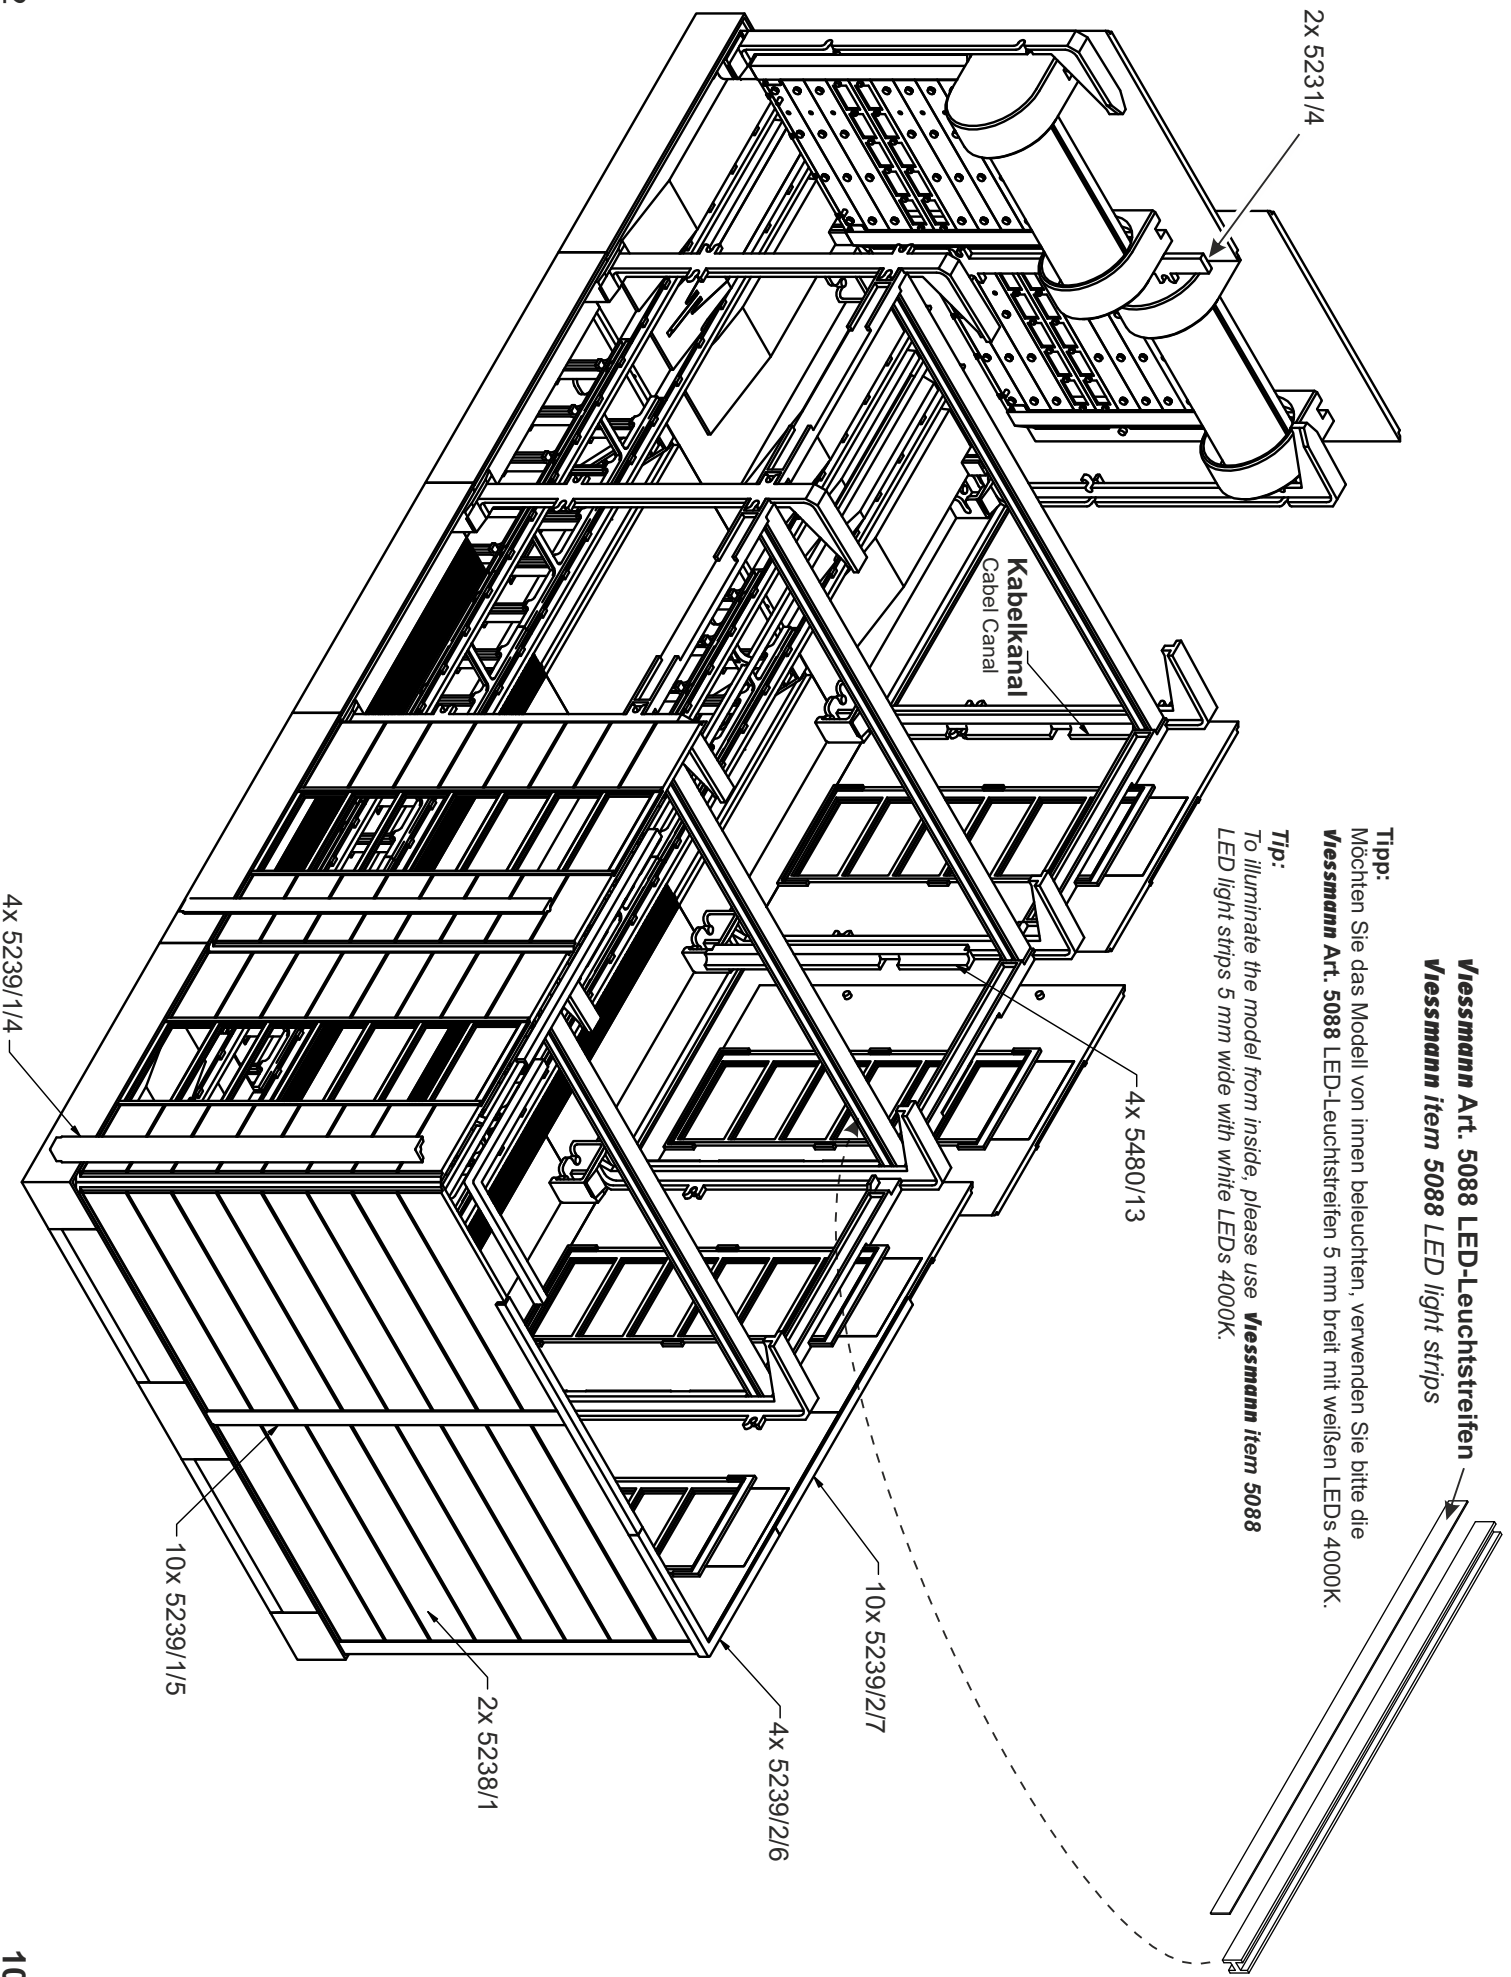 Viessmann Art. 5088 LED-Leuchtstreifen
Viessmann item 5088 LED light strips
Tipp:
Möchten Sie das Modell von innen beleuchten, verwenden Sie bitte die
Viessmann Art. 5088 LED-Leuchtstreifen 5 mm breit mit weißen LEDs 4000K.
Tip:
To illuminate the model from inside, please use Viessmann item 5088
LED light strips 5 mm wide with white LEDs 4000K.
2x 5231/4
Kabelkanal
Cabel Canal
4x 5480/13
10x 5239/2/7
4x 5239/2/6
2x 5238/1
10x 5239/1/5
4x 5239/1/4